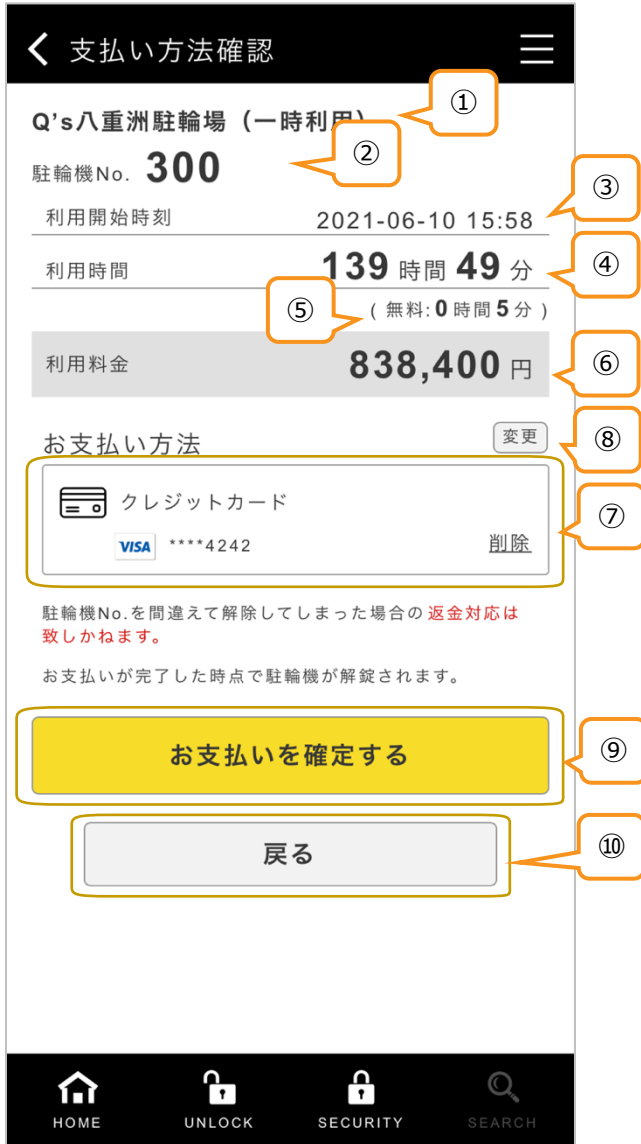 支払い方法確認
①
Q's八重洲駐輪場（一時利用）
②
駐輪機No. 300
③
利用開始時刻 2021-06-10 15:58
④
利用時間 139 時間 49 分
⑤
( 無料: 0 時間 5 分 )
⑥
利用料金 838,400 円
お支払い方法 変更
⑧
クレジットカード
⑦
VISA ****4242 削除
駐輪機No.を間違えて解除してしまった場合の返金対応は
致しかねます。
お支払いが完了した時点で駐輪機が解錠されます。
お支払いを確定する
⑨
戻る
⑩
HOME UNLOCK SECURITY SEARCH